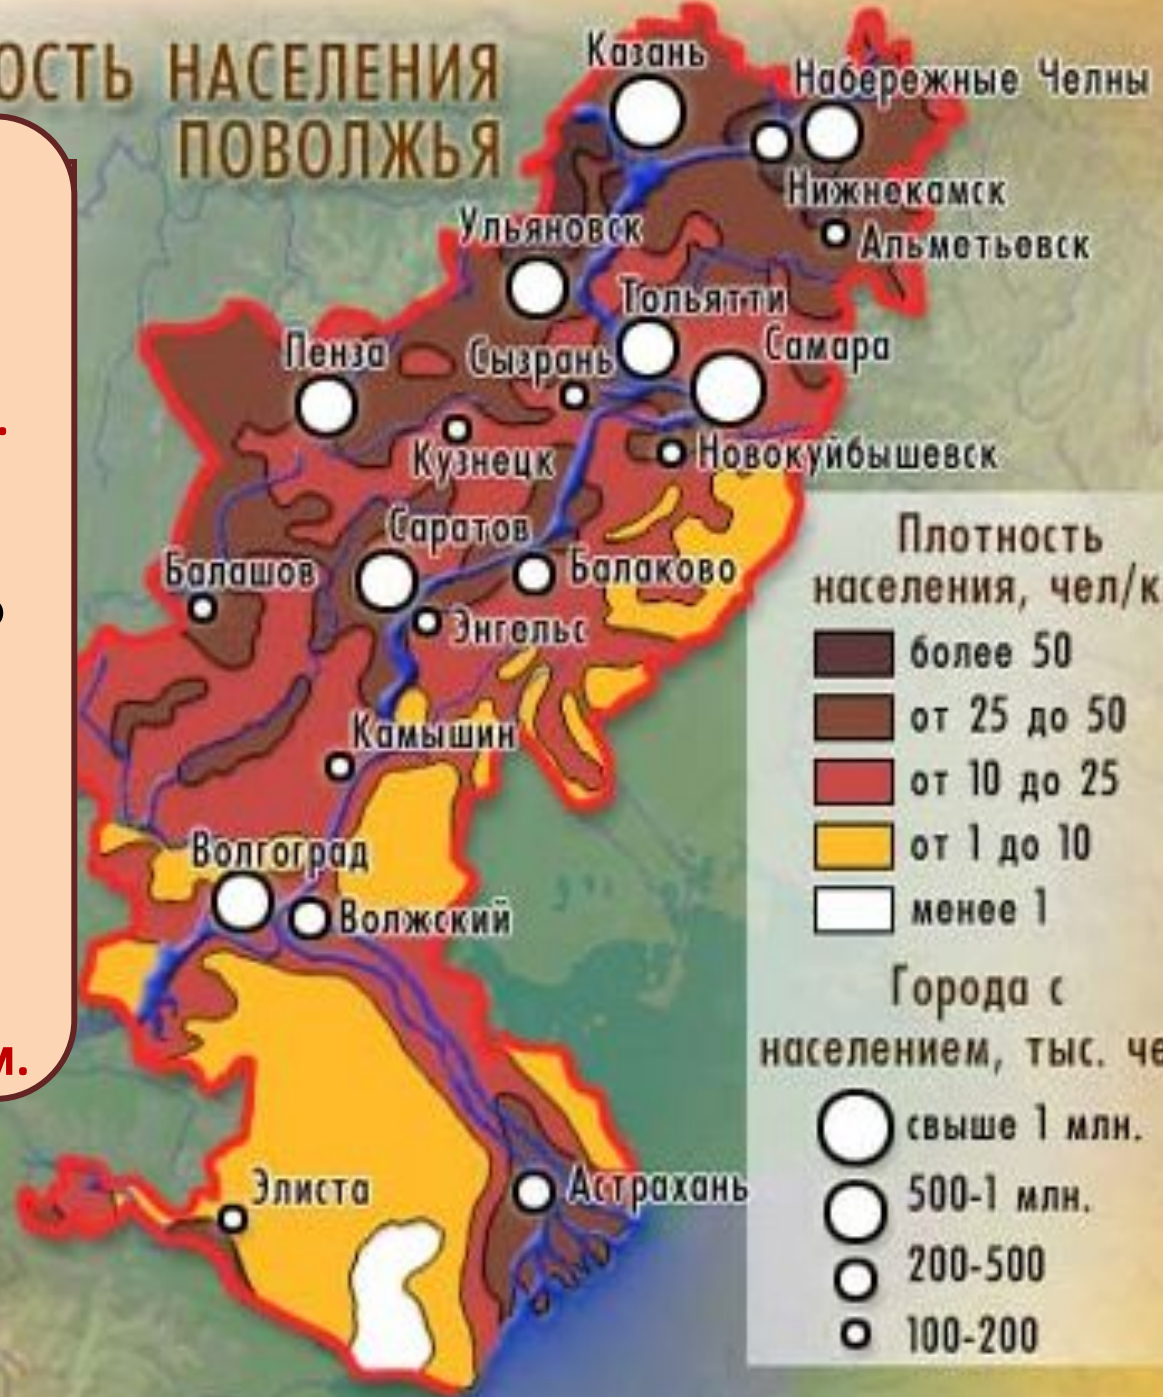 НАСЕЛЕНИЯ
ПОВОЛЖЬЯ
Казань
Набережные Челны
Нижнекамск
Альметьевск
Ульяновск
Тольятти
Самара
Пенза
Сызрань
Кузнецк
Новокуйбышевск
Саратов
Балашов
Балаково
Энгельс
Камышин
Волгоград
Волжский
Элиста
Астрахань
Плотность
населения, чел/к
более 50
от 25 до 50
от 10 до 25
от 1 до 10
менее 1
Города с
населением, тыс. че
свыше 1 млн.
500-1 млн.
200-500
100-200